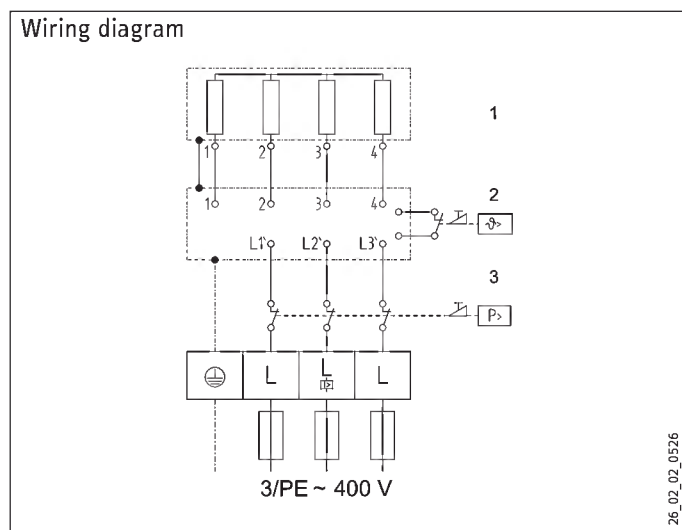 Wiring diagram
1
1 2 3 4
1 2 3 4
2
ϑ>
L1' L2' L3'
3
P>
L L L
3/PE ~ 400 V
26_02_02_0526